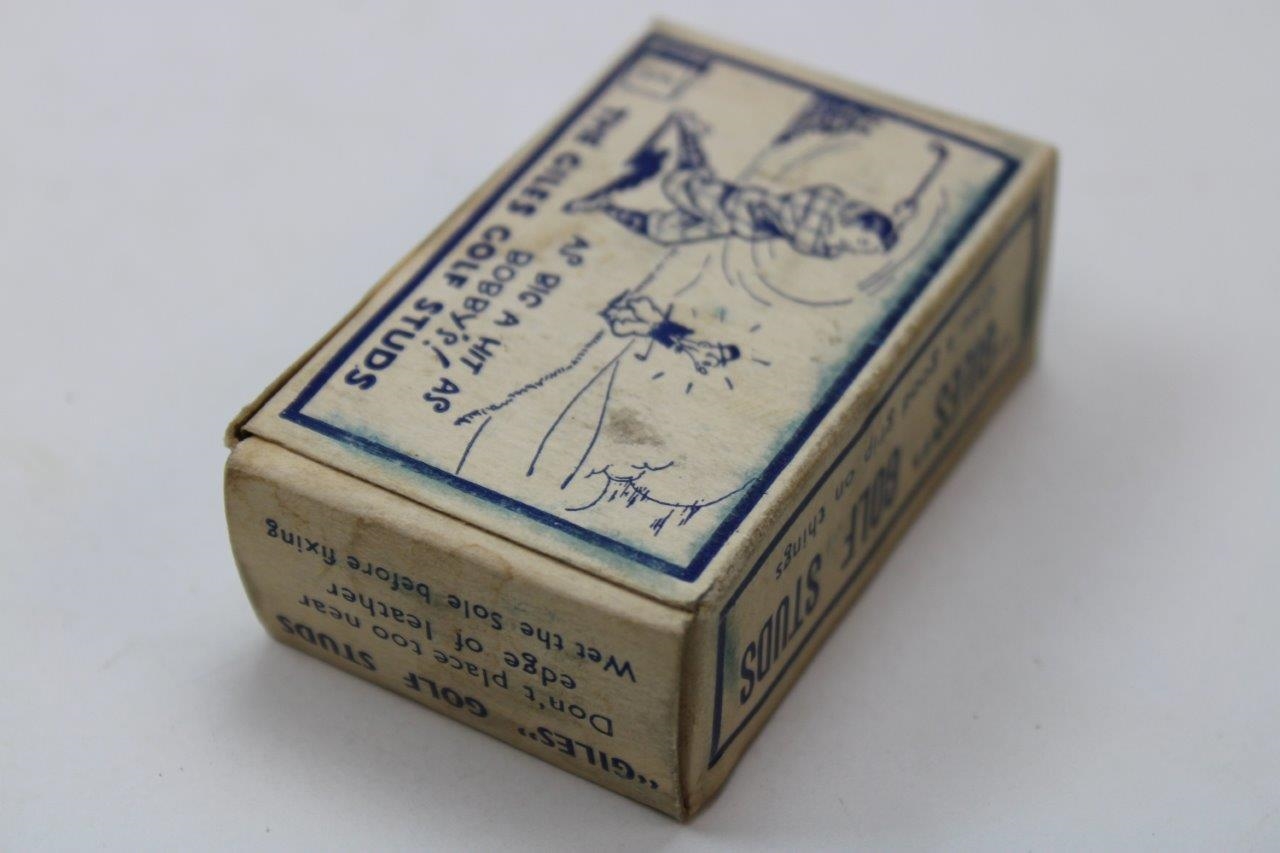 THE GILES GOLF STUDS
AS BIG A HIT AS
BOBBY?!
"GILES" GOLF STUDS
Don't place too near
edge of leather
Wet the Sole before fixing
"GILES" GOLF STUDS
a good grip on things